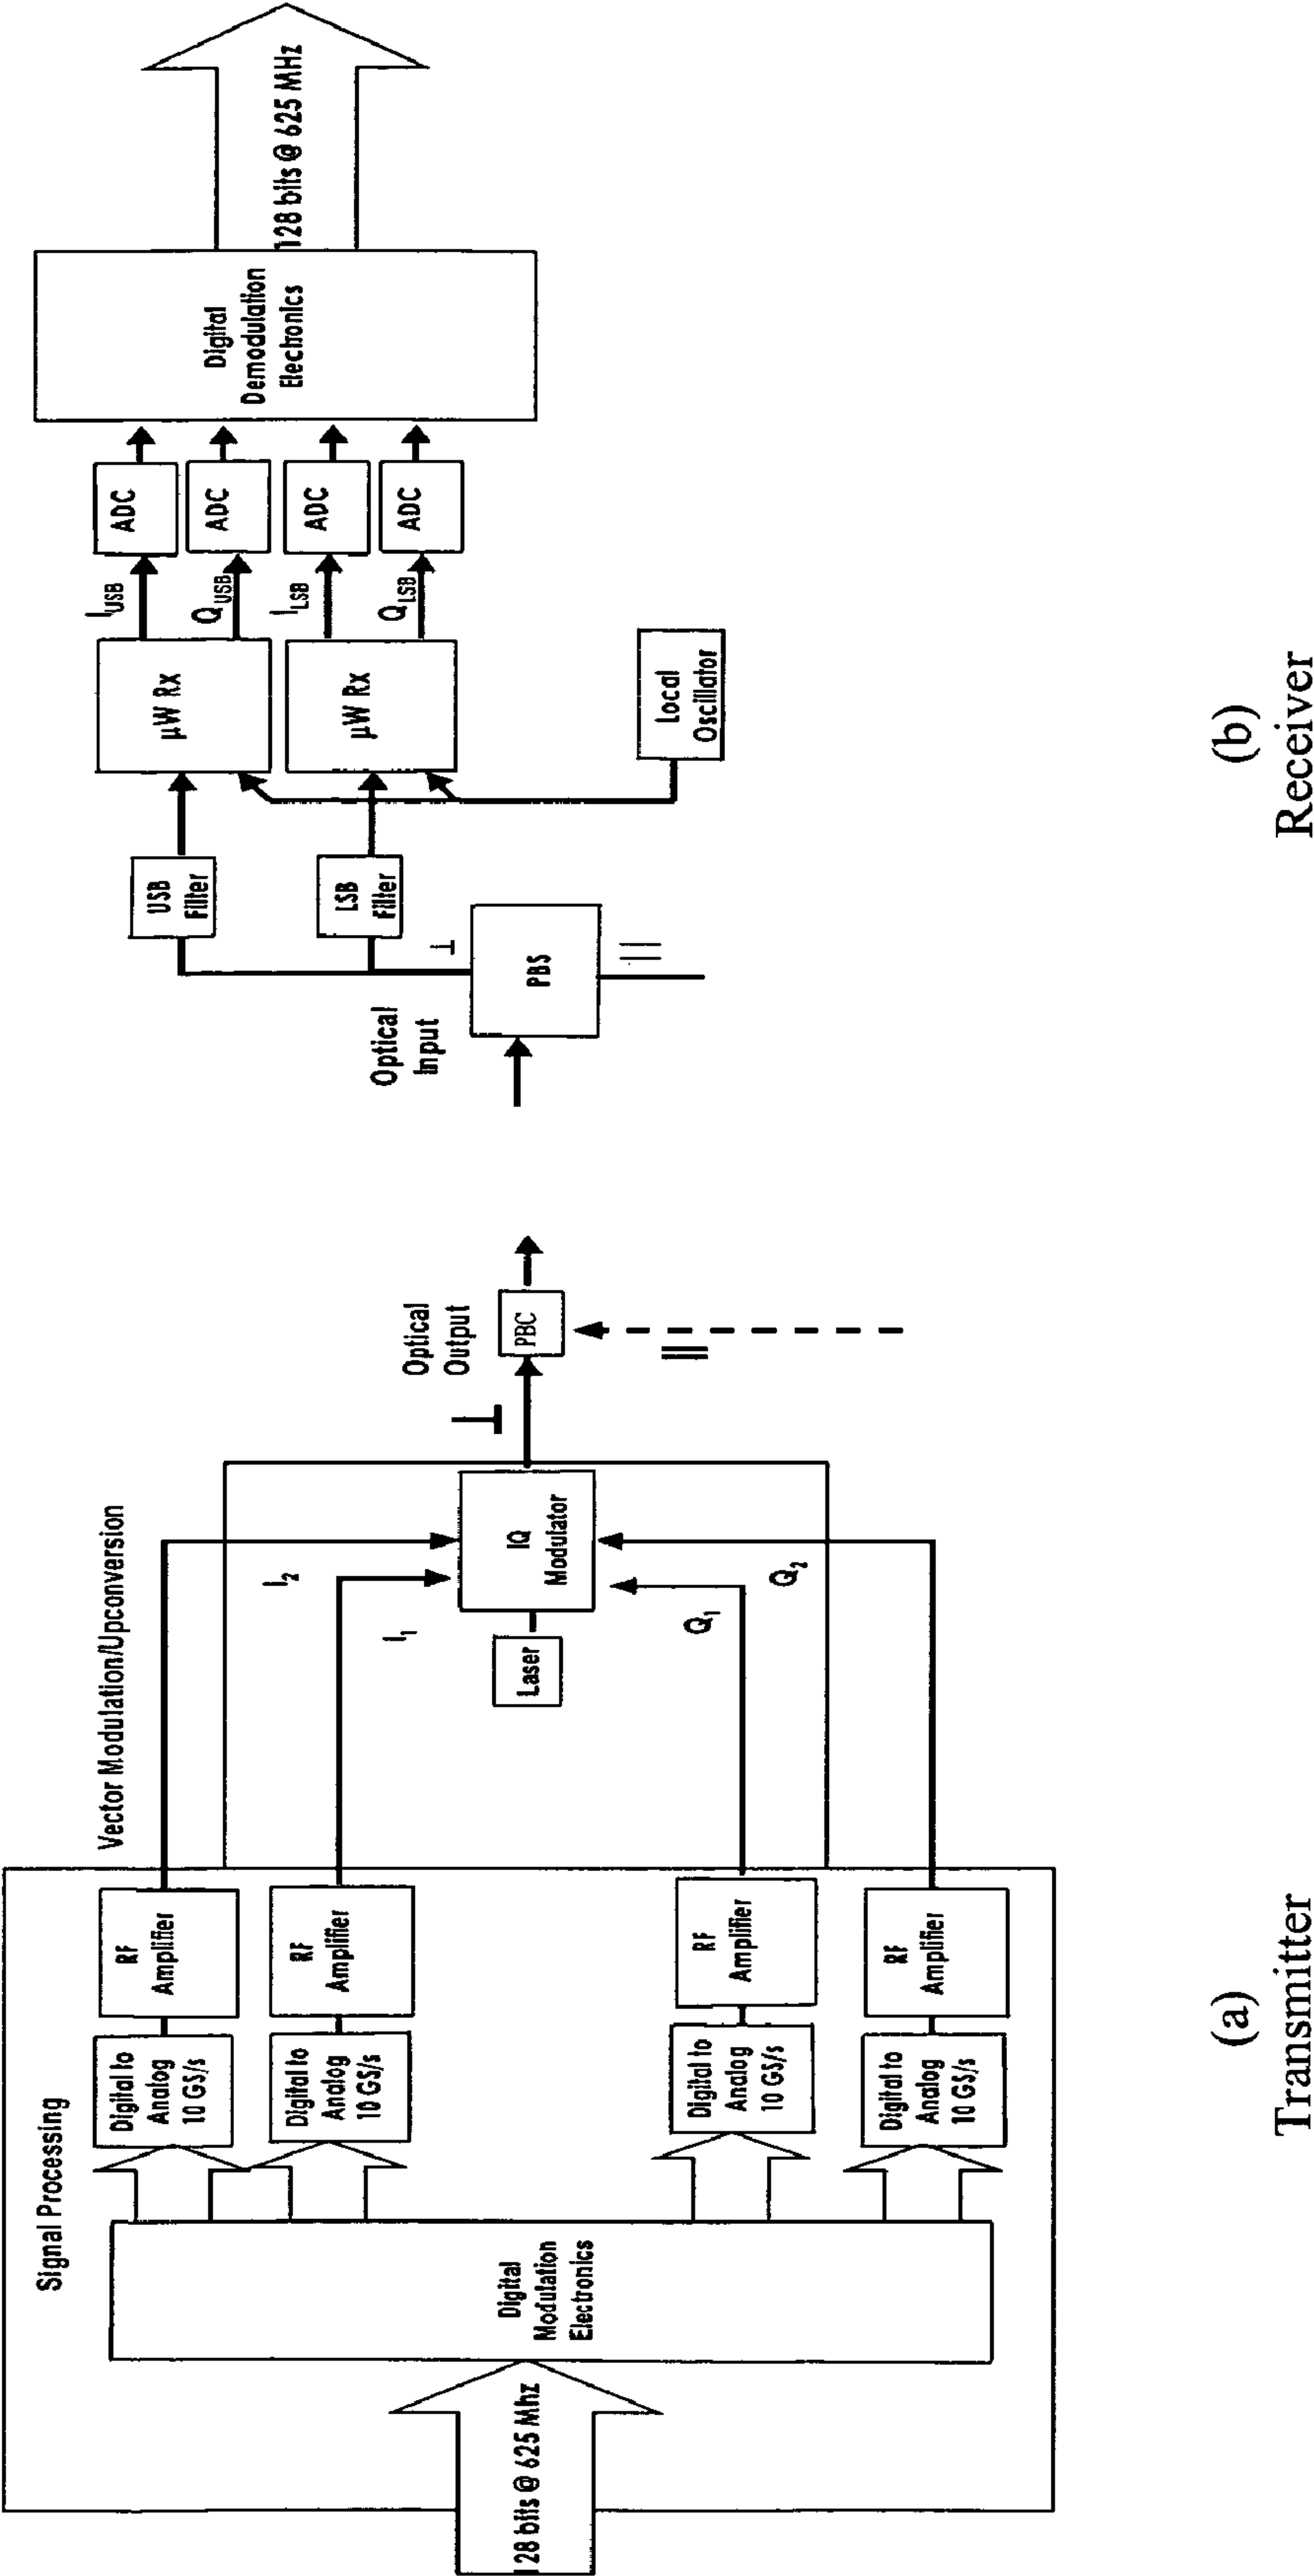 Signal Processing
128 bits @ 625 Mhz
Digital
Modulation
Electronics
Digital to
Analog
10 GS/s
Digital to
Analog
10 GS/s
Digital to
Analog
10 GS/s
Digital to
Analog
10 GS/s
RF
Amplifier
RF
Amplifier
RF
Amplifier
RF
Amplifier
Vector Modulation/Upconversion
I2
I1
Q1
Q2
Laser
IQ
Modulator
⊥
Optical
Output
PBC
||
(a)
Transmitter
Optical
Input
PBS
⊥
||
USB
Filter
LSB
Filter
µW Rx
µW Rx
Local
Oscillator
IUSB
QUSB
ILSB
QLSB
ADC
ADC
ADC
ADC
Digital
Demodulation
Electronics
128 bits @ 625 MHz
(b)
Receiver